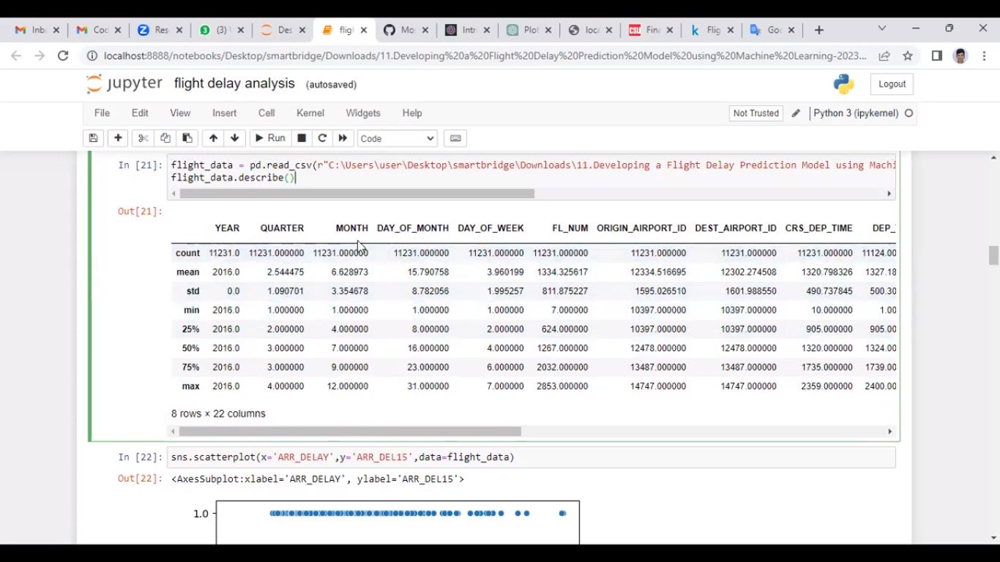 Inb
Coc
Res
(3)
Des
flig
Mo
Intr
Plot
loca
Fina
Flig
Goo
localhost:8888/notebooks/Desktop/smartbridge/Downloads/11.Developing%20a%20Flight%20Delay%20Prediction%20Model%20using%20Machine%20Learning-2023...
jupyter flight delay analysis (autosaved)
Logout
File Edit View Insert Cell Kernel Widgets Help
Not Trusted Python 3 (ipykernel)
Run Code
In [21]: flight_data = pd.read_csv(r"C:\Users\user\Desktop\smartbridge\Downloads\11.Developing a Flight Delay Prediction Model using Machi
flight_data.describe()
Out[21]:
YEAR QUARTER MONTH DAY_OF_MONTH DAY_OF_WEEK FL_NUM ORIGIN_AIRPORT_ID DEST_AIRPORT_ID CRS_DEP_TIME DEP_
count 11231.0 11231.000000 11231.000000 11231.000000 11231.000000 11231.000000 11231.000000 11231.000000 11231.000000 11124.00
mean 2016.0 2.544475 6.628973 15.790758 3.960199 1334.325617 12334.516695 12302.274508 1320.798326 1327.18
std 0.0 1.090701 3.354678 8.782056 1.995257 811.875227 1595.026510 1601.988550 490.737845 500.30
min 2016.0 1.000000 1.000000 1.000000 1.000000 7.000000 10397.000000 10397.000000 10.000000 1.00
25% 2016.0 2.000000 4.000000 8.000000 2.000000 624.000000 10397.000000 10397.000000 905.000000 905.00
50% 2016.0 3.000000 7.000000 16.000000 4.000000 1267.000000 12478.000000 12478.000000 1320.000000 1324.00
75% 2016.0 3.000000 9.000000 23.000000 6.000000 2032.000000 13487.000000 13487.000000 1735.000000 1739.00
max 2016.0 4.000000 12.000000 31.000000 7.000000 2853.000000 14747.000000 14747.000000 2359.000000 2400.00
8 rows × 22 columns
In [22]: sns.scatterplot(x='ARR_DELAY',y='ARR_DEL15',data=flight_data)
Out[22]: <AxesSubplot:xlabel='ARR_DELAY', ylabel='ARR_DEL15'>
1.0